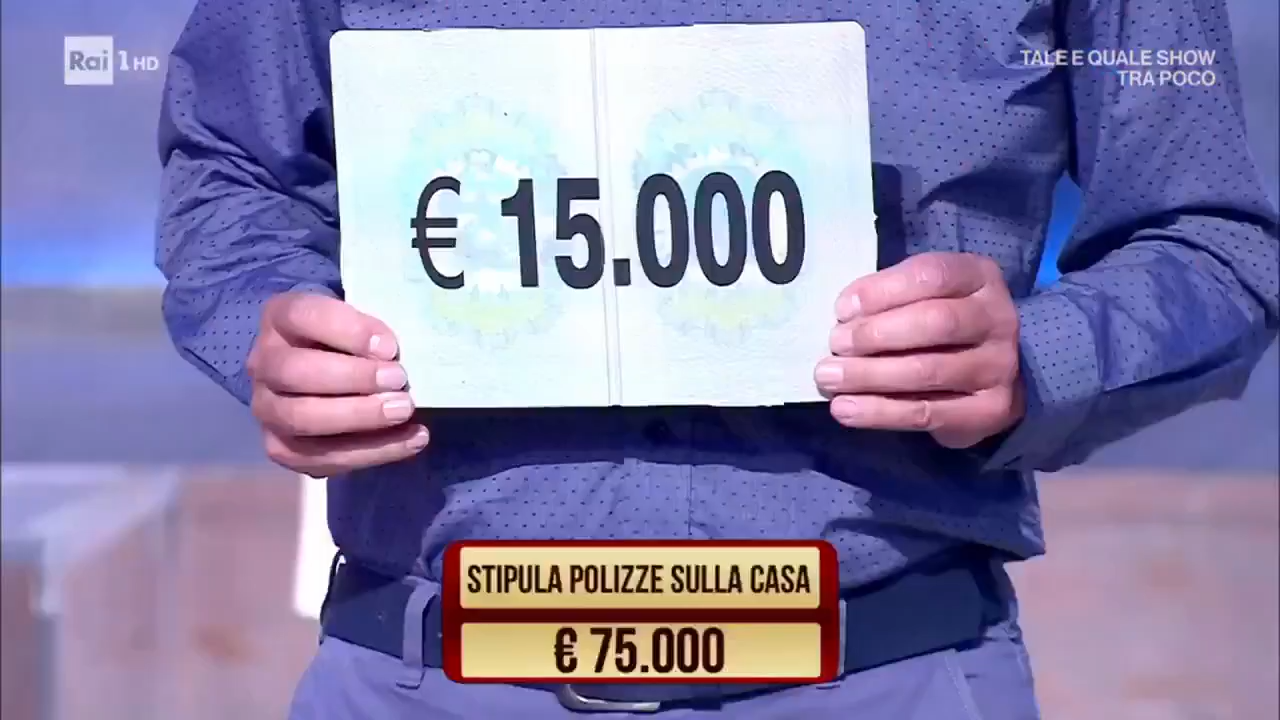 Rai 1 HD
TALE E QUALE SHOW
TRA POCO
€ 15.000
STIPULA POLIZZE SULLA CASA
€ 75.000